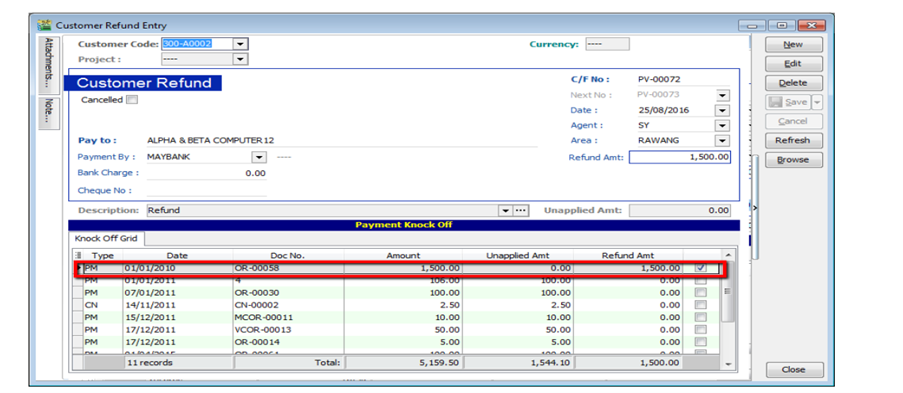 Customer Refund Entry
Attachments...
Note...
Customer Code: 300-A0002
Currency: ----
Project : ----
Customer Refund
Cancelled
C/F No : PV-00072
Next No : PV-00073
Date : 25/08/2016
Agent : SY
Pay to : ALPHA & BETA COMPUTER 12
Area : RAWANG
Payment By : MAYBANK ----
Refund Amt: 1,500.00
Bank Charge : 0.00
Cheque No :
Description: Refund
Unapplied Amt: 0.00
Payment Knock Off
Knock Off Grid
Type Date Doc No. Amount Unapplied Amt Refund Amt
PM 01/01/2010 OR-00058 1,500.00 0.00 1,500.00
PM 01/01/2011 4 106.00 100.00 0.00
PM 07/01/2011 OR-00030 100.00 100.00 0.00
CN 14/11/2011 CN-00002 2.50 2.50 0.00
PM 15/12/2011 MCOR-00011 10.00 10.00 0.00
PM 17/12/2011 VCOR-00013 50.00 50.00 0.00
PM 17/12/2011 OR-00014 5.00 5.00 0.00
11 records Total: 5,159.50 1,544.10 1,500.00
New
Edit
Delete
Save
Cancel
Refresh
Browse
Close